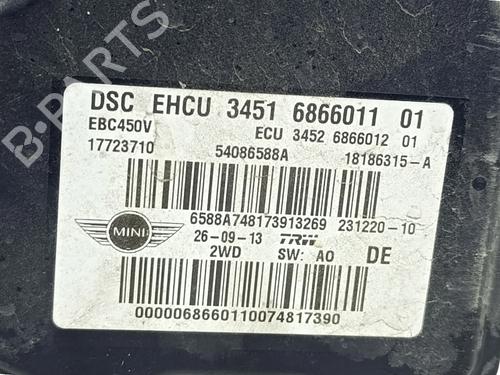 DSC EHCU 3451 6866011 01
EBC450V ECU 3452 6866012 01
17723710 54086588A 18186315-A
6588A748173913269 231220-10
MINI 26-09-13 TRW DE
2WD SW: A0
0000068660110074817390
B-PARTS